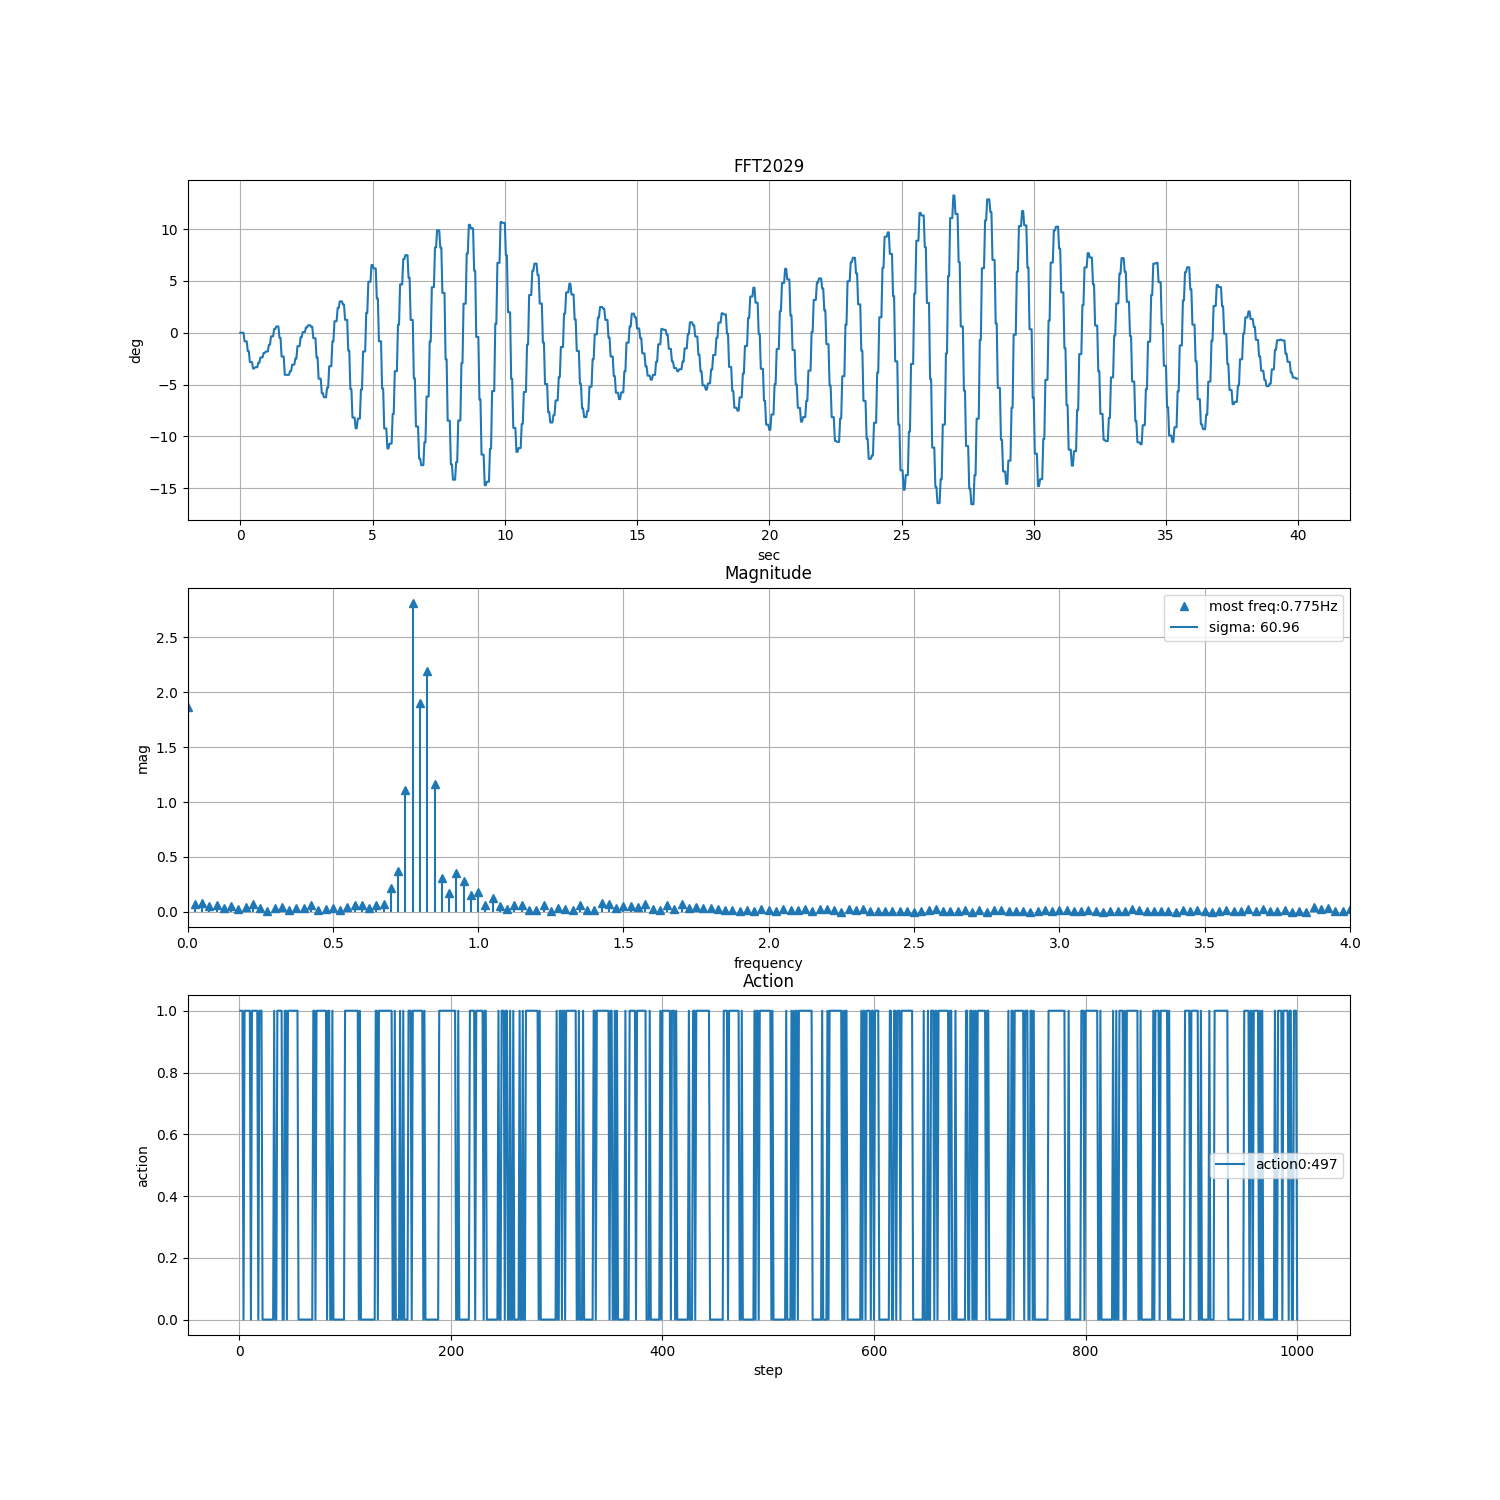 FFT2029
10
5
0
−5
−10
−15
deg
0 5 10 15 20 25 30 35 40
sec
Magnitude
most freq:0.775Hz
sigma: 60.96
2.5
2.0
1.5
1.0
0.5
0.0
mag
0.0 0.5 1.0 1.5 2.0 2.5 3.0 3.5 4.0
frequency
Action
1.0
0.8
0.6
0.4
0.2
0.0
action
action0:497
0 200 400 600 800 1000
step